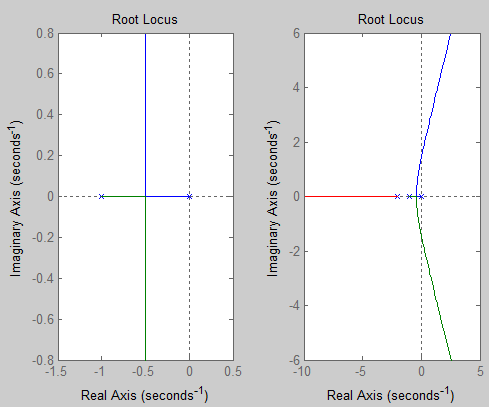 Root Locus
0.8
0.6
0.4
0.2
0
-0.2
-0.4
-0.6
-0.8
-1.5 -1 -0.5 0 0.5
Real Axis (seconds⁻¹)
Imaginary Axis (seconds⁻¹)
Root Locus
6
4
2
0
-2
-4
-6
-10 -5 0 5
Real Axis (seconds⁻¹)
Imaginary Axis (seconds⁻¹)